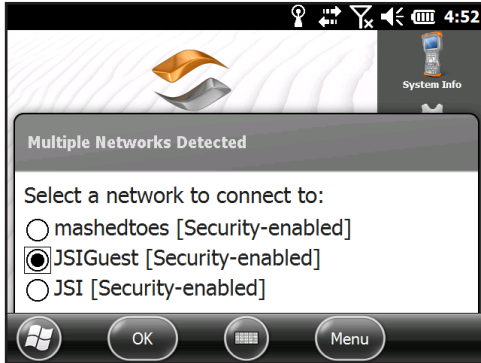 4:52
System Info
Multiple Networks Detected
Select a network to connect to:
mashedtoes [Security-enabled]
JSIGuest [Security-enabled]
JSI [Security-enabled]
OK
Menu